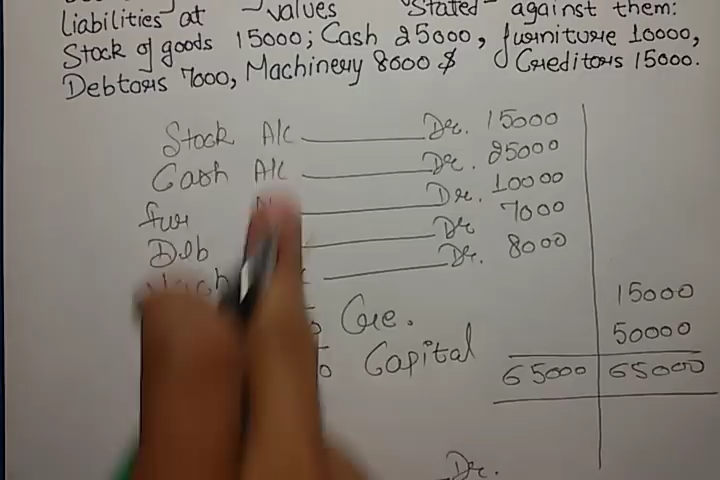 liabilities at values Stated against them:
Stock of goods 15000; Cash 25000, furniture 10000,
Debtors 7000, Machinery 8000 & Creditors 15000.
Stock A/c Dr. 15000
Cash A/c Dr. 25000
fur Dr. 10000
Deb Dr 7000
Dr. 8000
Cre. 15000
To Capital 50000
65000 65000
Dr.